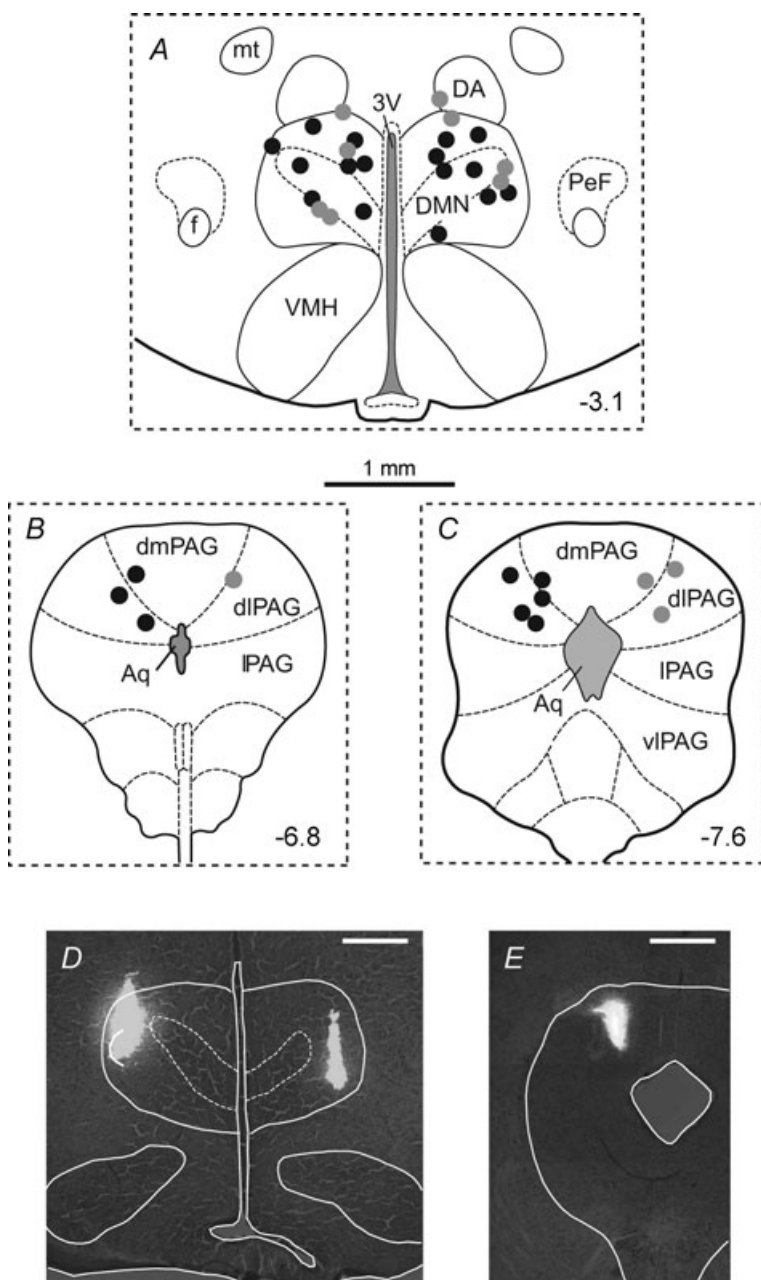 A
mt
DA
3V
PeF
DMN
f
VMH
-3.1
1 mm
B
dmPAG
dlPAG
lPAG
Aq
-6.8
C
dmPAG
dlPAG
lPAG
Aq
vlPAG
-7.6
D
E